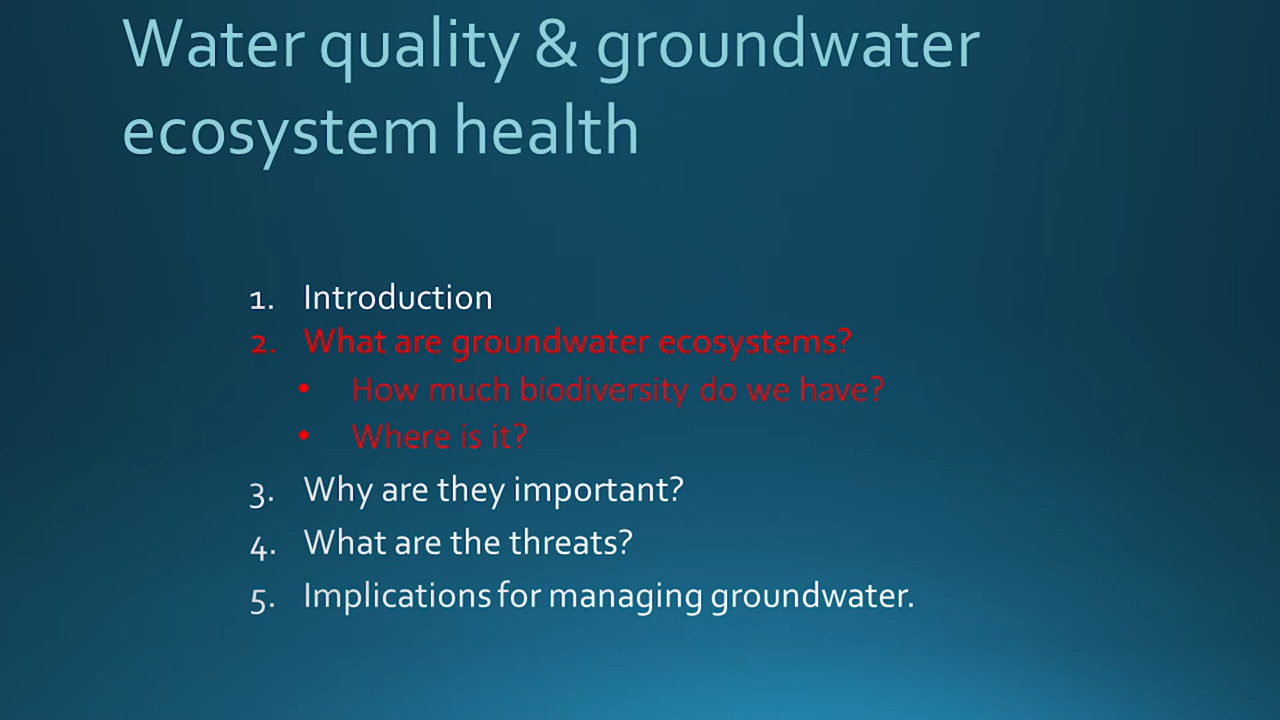 Water quality & groundwater
ecosystem health
1. Introduction
2. What are groundwater ecosystems?
• How much biodiversity do we have?
• Where is it?
3. Why are they important?
4. What are the threats?
5. Implications for managing groundwater.